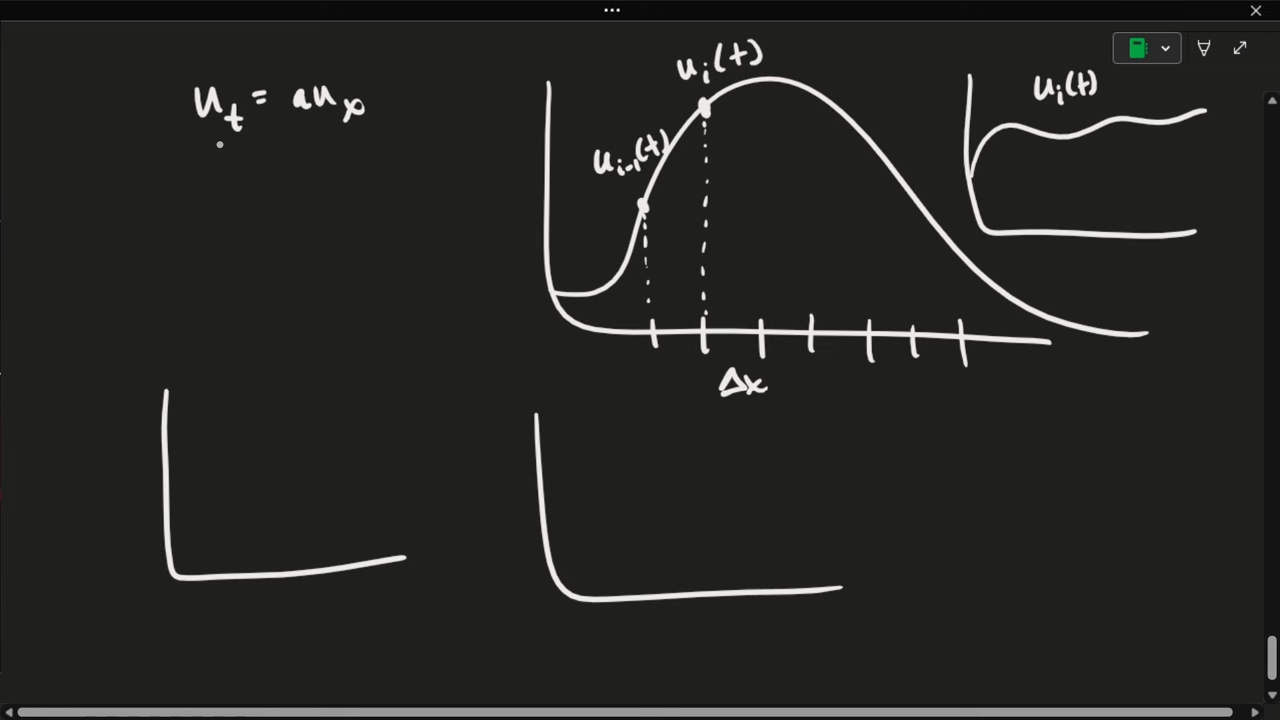 u_t = au_x
u_i(t)
u_{i-1}(t)
Δx
u_i(t)